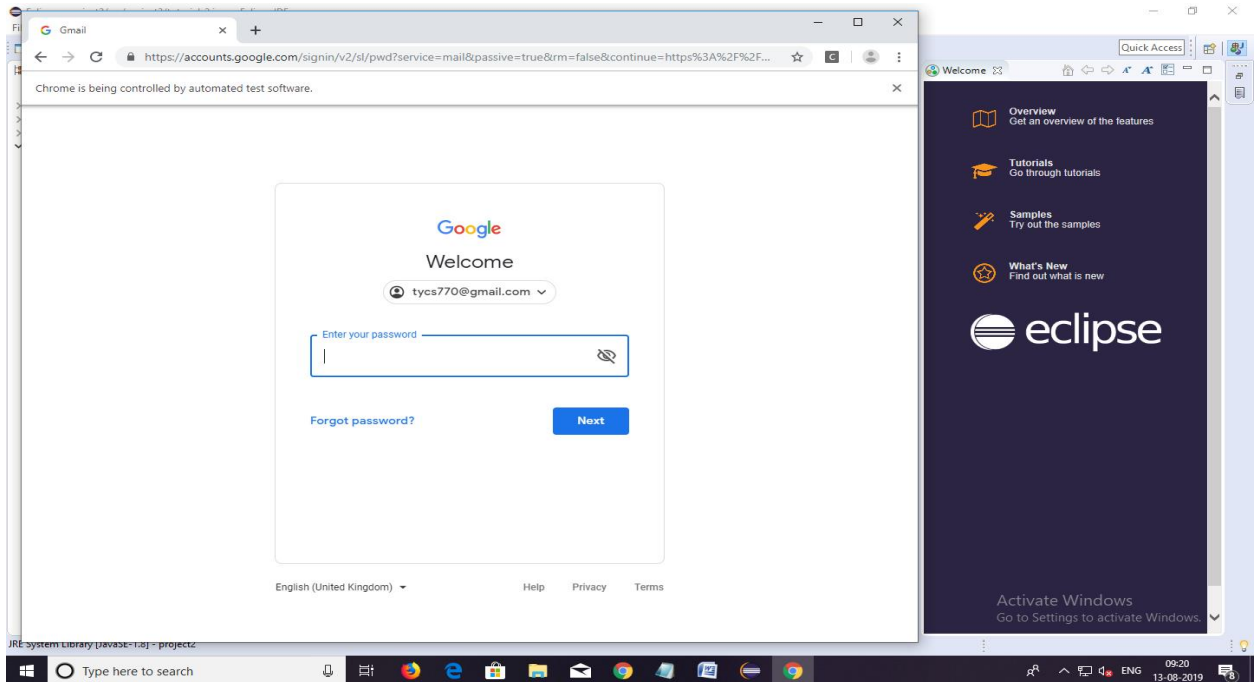 Gmail
https://accounts.google.com/signin/v2/sl/pwd?service=mail&passive=true&rm=false&continue=https%3A%2F%2F...
Chrome is being controlled by automated test software.
Google
Welcome
tycs770@gmail.com
Enter your password
Forgot password?
Next
English (United Kingdom)
Help Privacy Terms
Quick Access
Welcome
Overview
Get an overview of the features
Tutorials
Go through tutorials
Samples
Try out the samples
What's New
Find out what is new
eclipse
Activate Windows
Go to Settings to activate Windows.
JRE System Library [JavaSE-1.8] - project2
Type here to search
ENG
09:20
13-08-2019
8